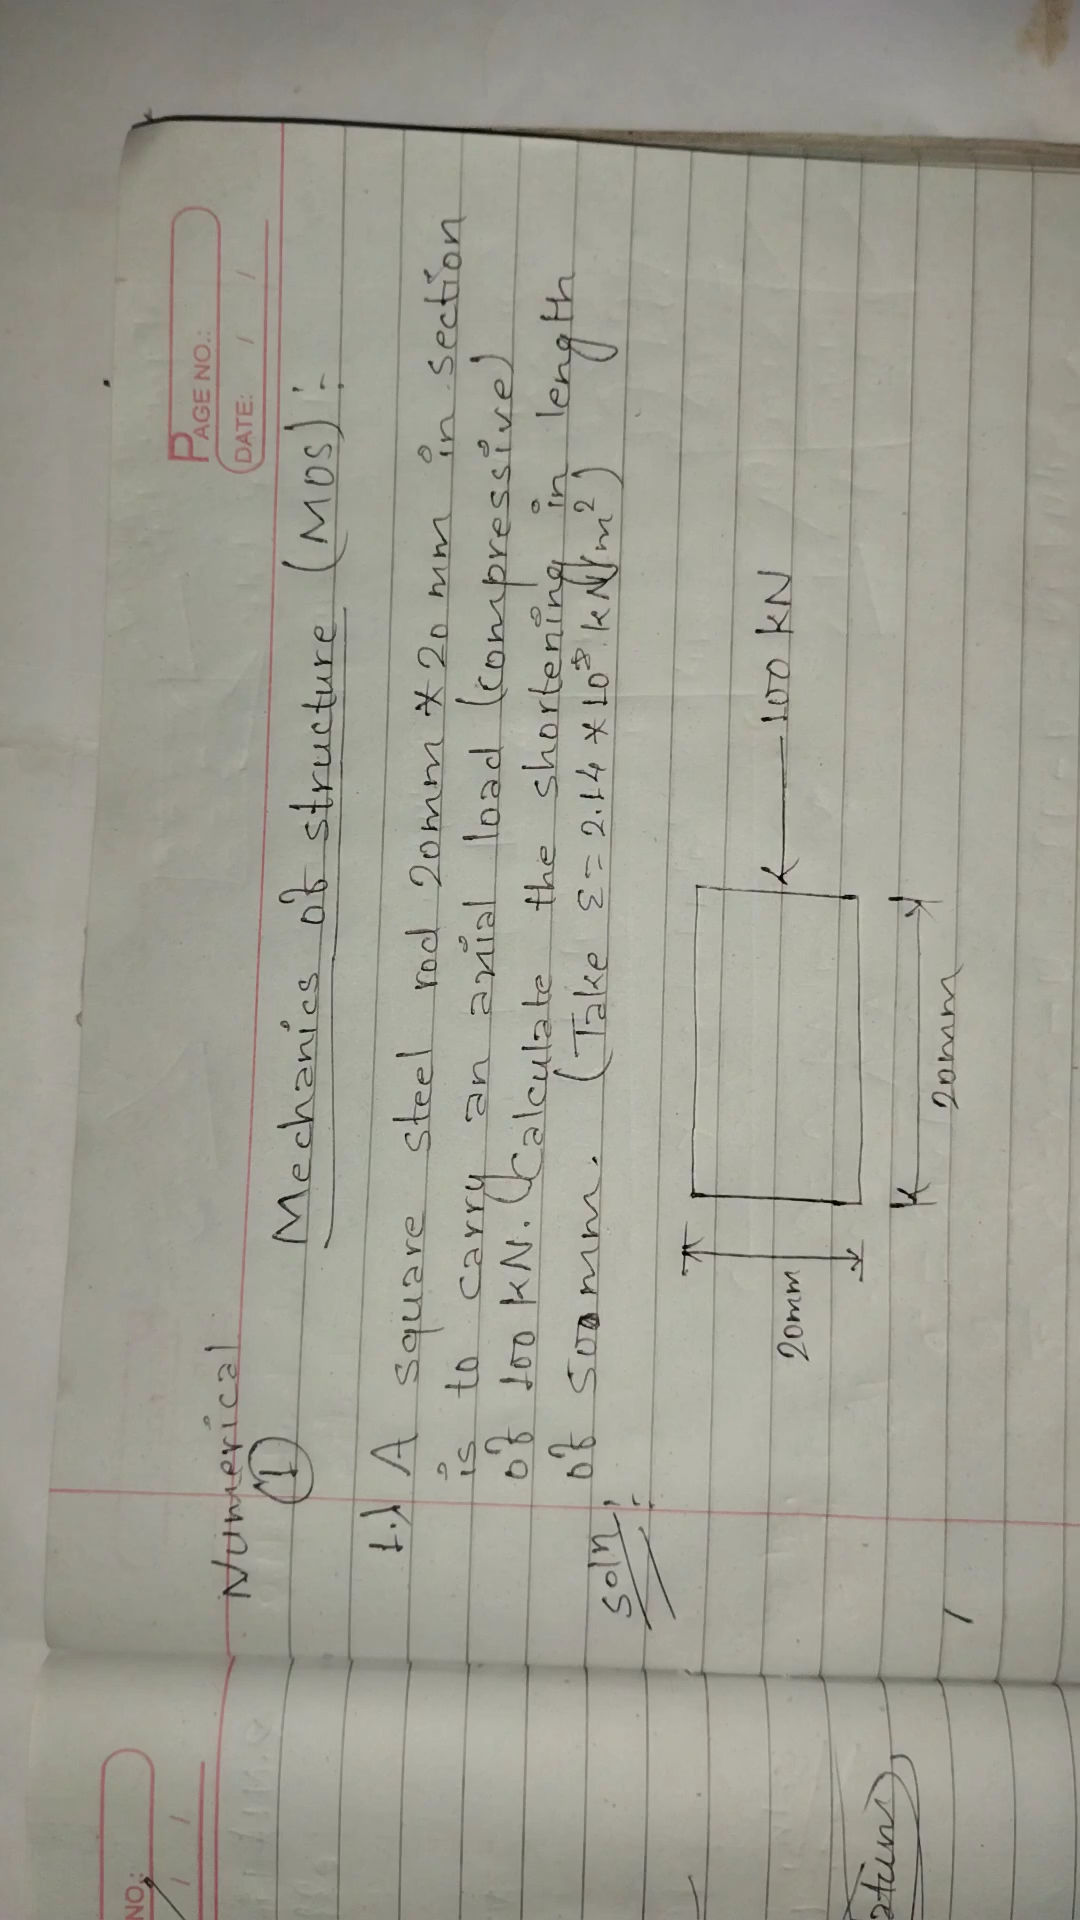 PAGE NO.:
DATE: / /
Numerical
1
Mechanics of structure (MOS):-
1.) A square steel rod 20mm * 20 mm in section
is to carry an axial load (compressive)
of 100 kN. Calculate the shortening in length
of 500mm. (Take ε = 2.14 * 10⁸ kN/m²)
Soln:
100 kN
20mm
20mm
NO.:
/ /